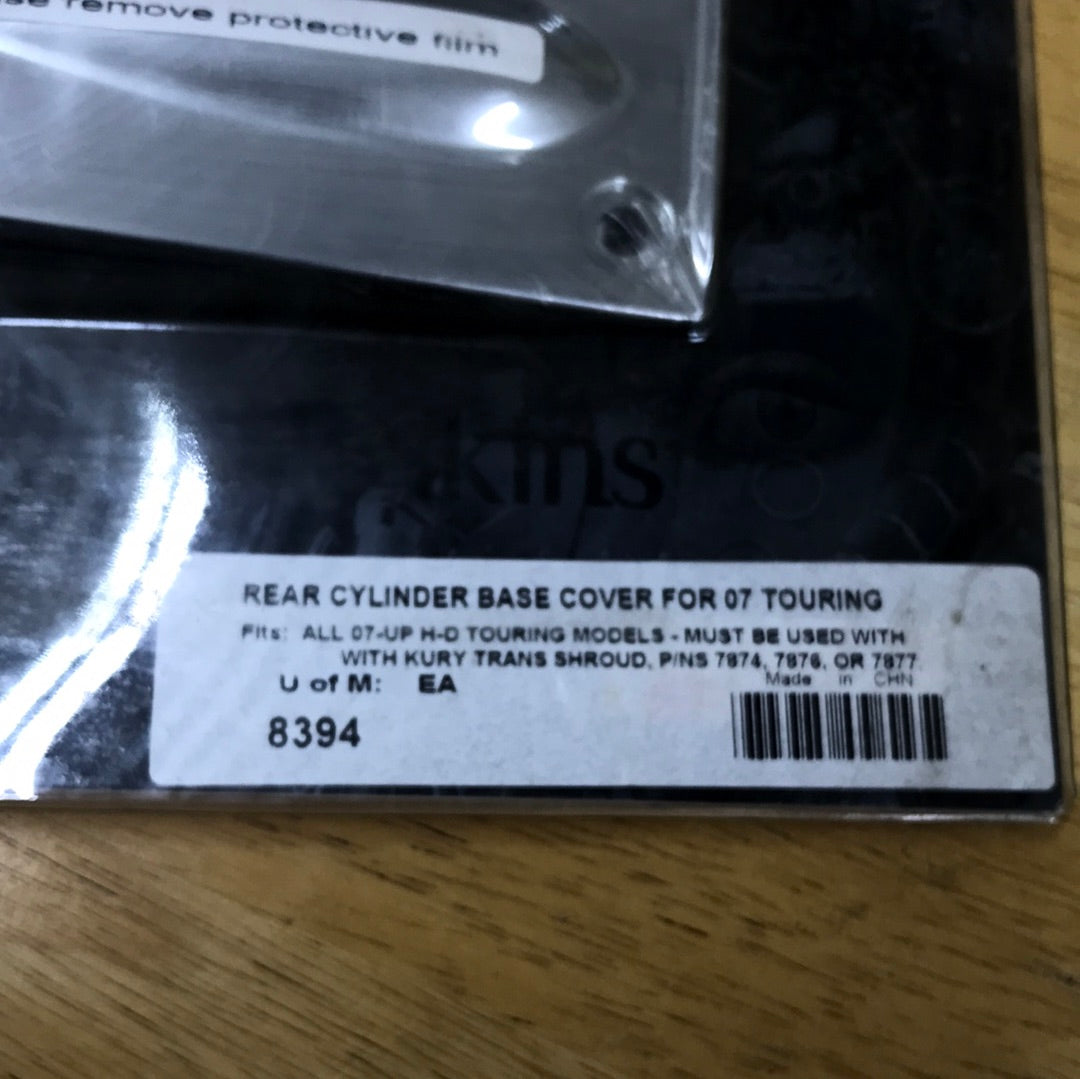 remove protective film
kins
REAR CYLINDER BASE COVER FOR 07 TOURING
Fits: ALL 07-UP H-D TOURING MODELS - MUST BE USED WITH
WITH KURY TRANS SHROUD, P/NS 7874, 7876, OR 7877
Made in CHN
U of M: EA
8394